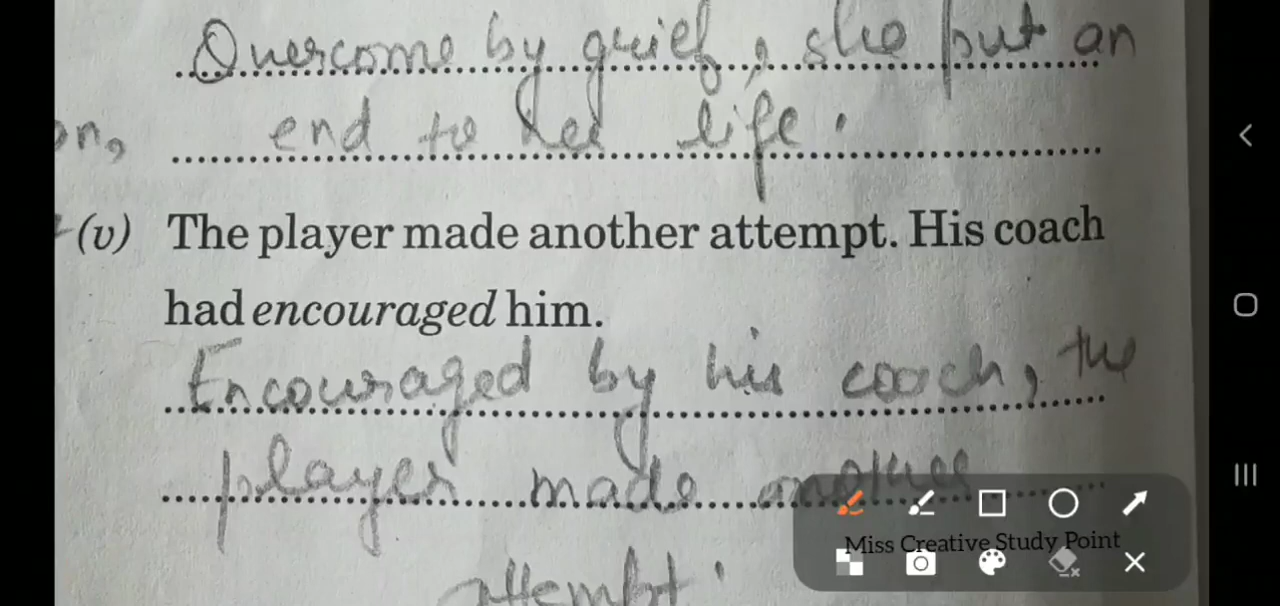 Overcome by grief, she put an
on,
end to her life.
(v) The player made another attempt. His coach
had encouraged him.
Encouraged by his coach, the
player made another
Miss Creative Study Point
attempt.